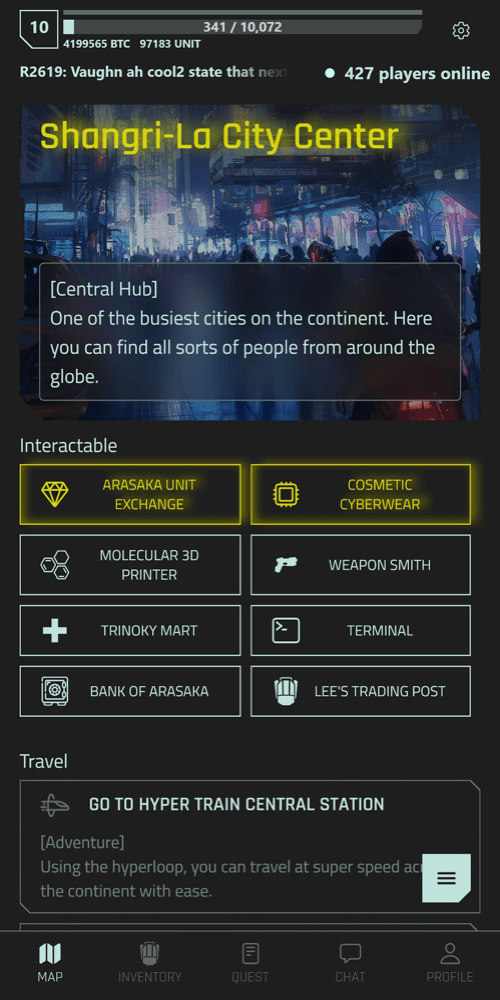 10
341 / 10,072
4199565 BTC 97183 UNIT
R2619: Vaughn ah cool2 state that next
427 players online
Shangri-La City Center
[Central Hub]
One of the busiest cities on the continent. Here
you can find all sorts of people from around the
globe.
Interactable
ARASAKA UNIT
EXCHANGE
COSMETIC
CYBERWEAR
MOLECULAR 3D
PRINTER
WEAPON SMITH
TRINOKY MART
TERMINAL
BANK OF ARASAKA
LEE'S TRADING POST
Travel
GO TO HYPER TRAIN CENTRAL STATION
[Adventure]
Using the hyperloop, you can travel at super speed
the continent with ease.
MAP
INVENTORY
QUEST
CHAT
PROFILE